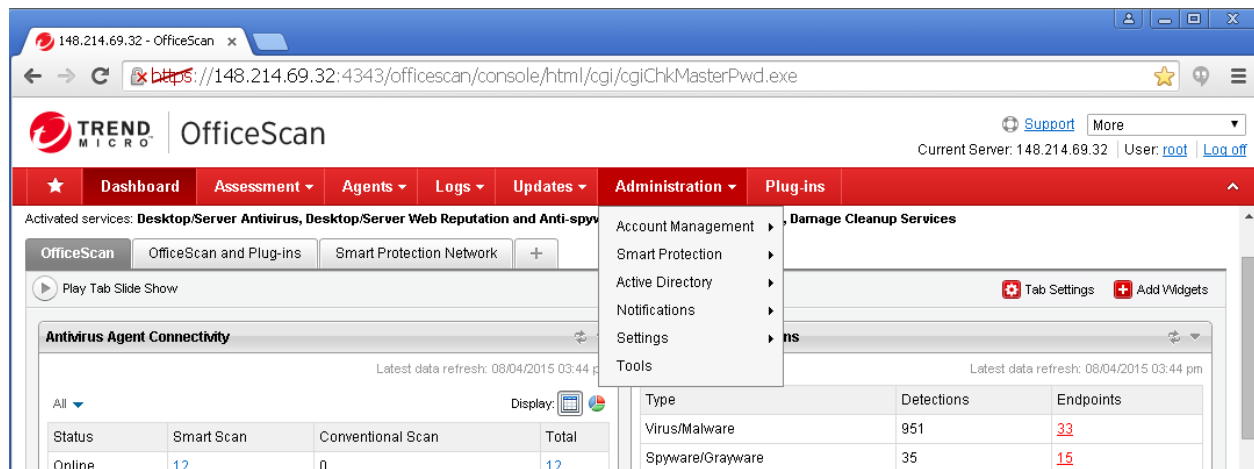 148.214.69.32 - OfficeScan x
https://148.214.69.32:4343/officescan/console/html/cgi/cgiChkMasterPwd.exe
TREND MICRO™ OfficeScan
Support More
Current Server: 148.214.69.32 User: root Log off
Dashboard Assessment Agents Logs Updates Administration Plug-ins
Activated services: Desktop/Server Antivirus, Desktop/Server Web Reputation and , Damage Cleanup Services
Account Management
Smart Protection
Active Directory
Notifications
Settings
Tools
OfficeScan OfficeScan and Plug-ins Smart Protection Network +
Play Tab Slide Show Tab Settings Add Widgets
Antivirus Agent Connectivity
Latest data refresh: 08/04/2015 03:44
All Display:
Status Smart Scan Conventional Scan Total
Online 12 0 12
Latest data refresh: 08/04/2015 03:44 pm
Type Detections Endpoints
Virus/Malware 951 33
Spyware/Grayware 35 15